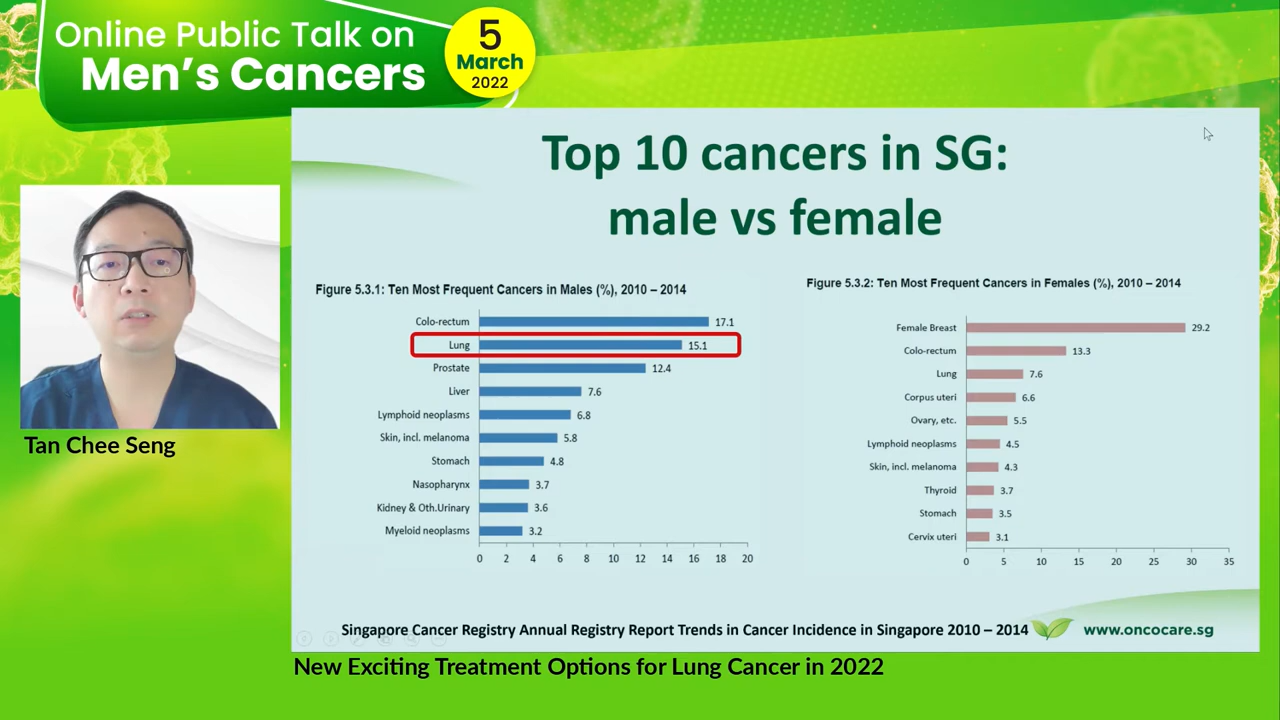 Online Public Talk on
Men's Cancers
5
March
2022
Top 10 cancers in SG:
male vs female
Tan Chee Seng
Figure 5.3.1: Ten Most Frequent Cancers in Males (%), 2010 – 2014
Colo-rectum 17.1
Lung 15.1
Prostate 12.4
Liver 7.6
Lymphoid neoplasms 6.8
Skin, incl. melanoma 5.8
Stomach 4.8
Nasopharynx 3.7
Kidney & Oth.Urinary 3.6
Myeloid neoplasms 3.2
0 2 4 6 8 10 12 14 16 18 20
Figure 5.3.2: Ten Most Frequent Cancers in Females (%), 2010 – 2014
Female Breast 29.2
Colo-rectum 13.3
Lung 7.6
Corpus uteri 6.6
Ovary, etc. 5.5
Lymphoid neoplasms 4.5
Skin, incl. melanoma 4.3
Thyroid 3.7
Stomach 3.5
Cervix uteri 3.1
0 5 10 15 20 25 30 35
Singapore Cancer Registry Annual Registry Report Trends in Cancer Incidence in Singapore 2010 – 2014
www.oncocare.sg
New Exciting Treatment Options for Lung Cancer in 2022